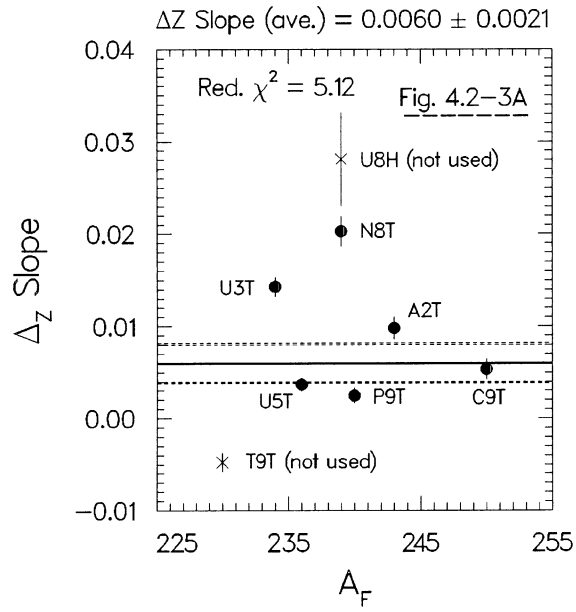 ΔZ Slope (ave.) = 0.0060 ± 0.0021
0.04
Red. χ² = 5.12
Fig. 4.2−3A
0.03
U8H (not used)
N8T
0.02
U3T
A2T
0.01
U5T
P9T
C9T
0.00
T9T (not used)
−0.01
Δ_Z Slope
225 235 245 255
A_F